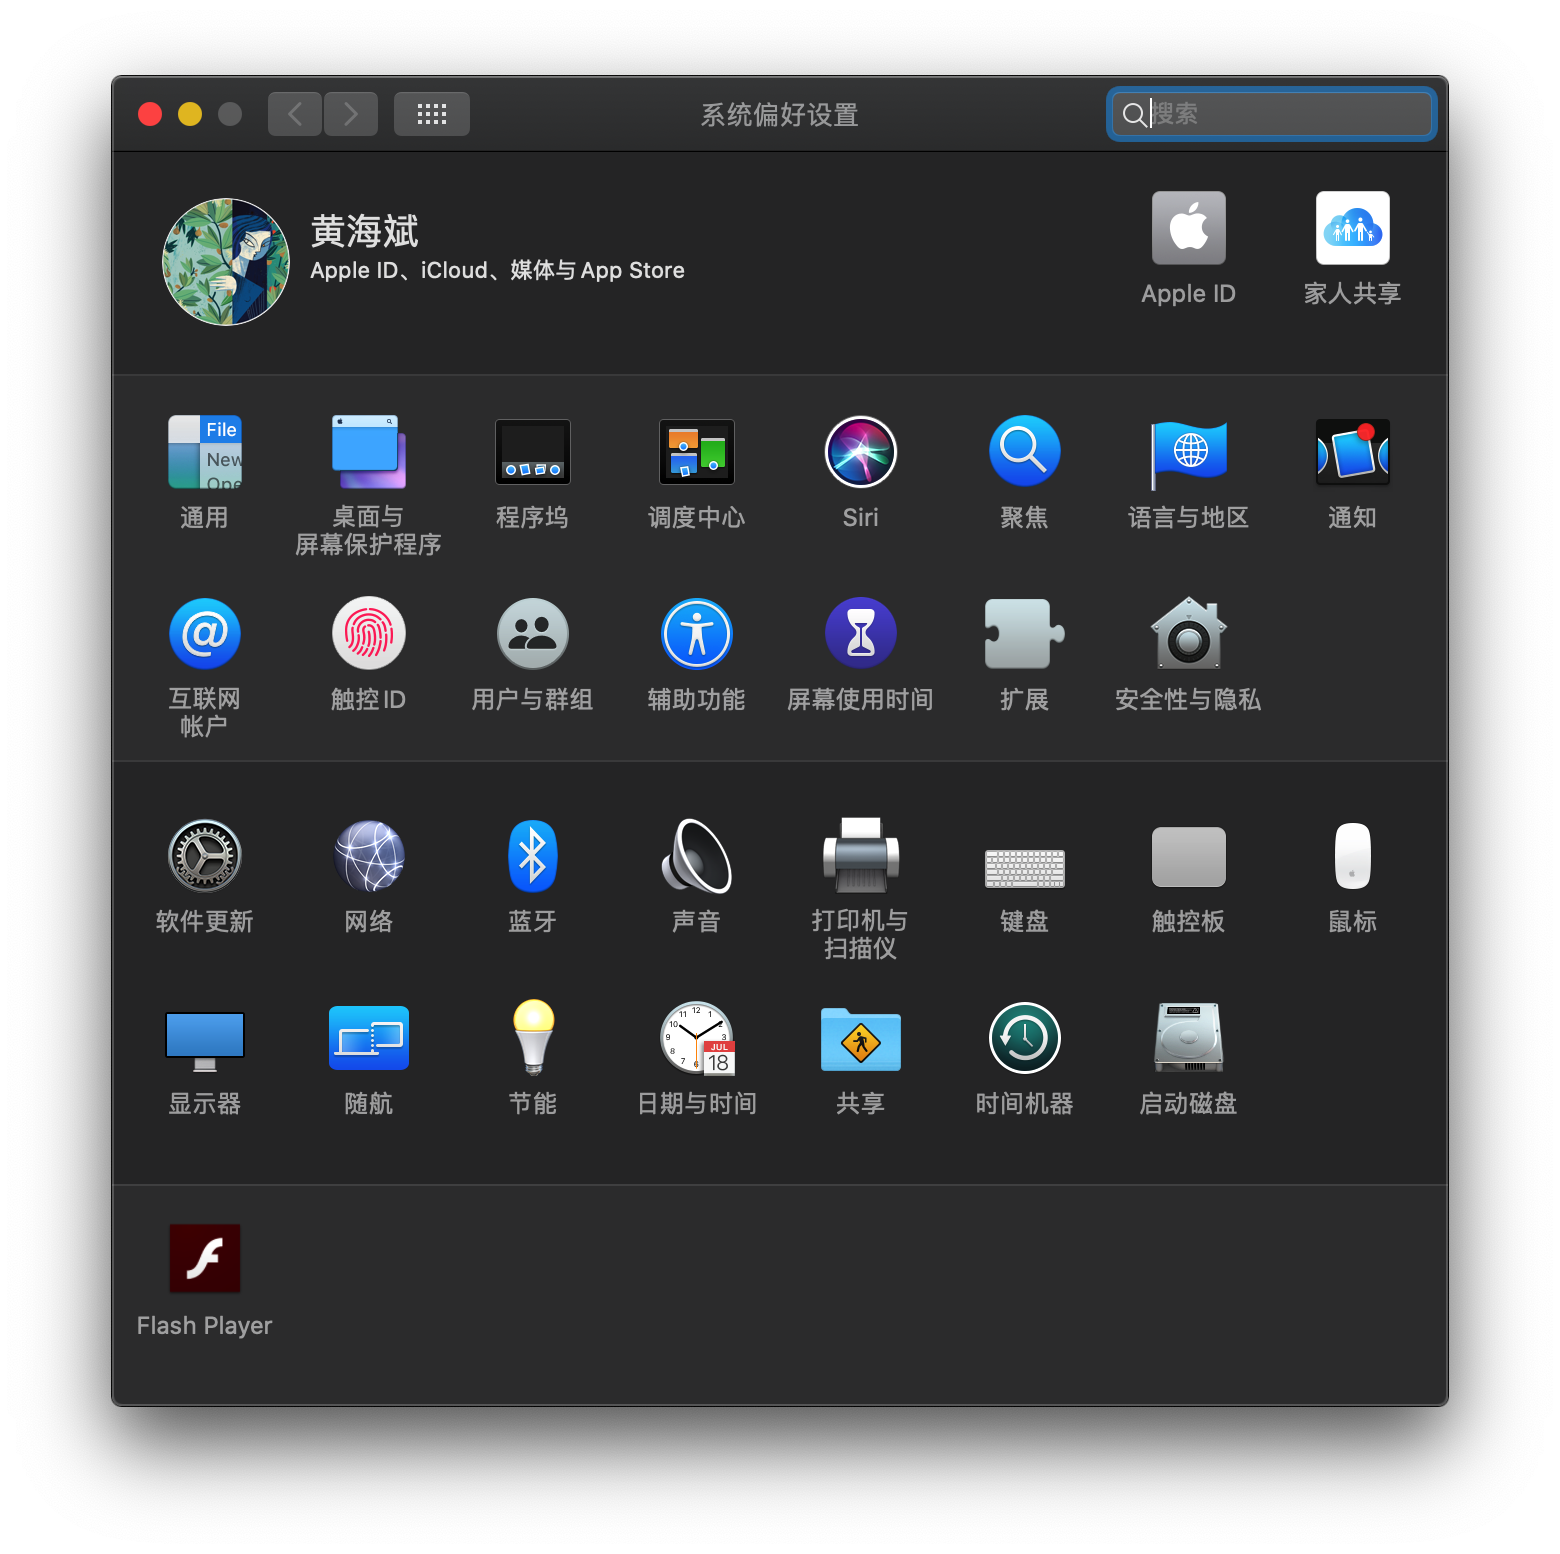 系统偏好设置
搜索
黄海斌
Apple ID、iCloud、媒体与 App Store
Apple ID
家人共享
File
New
Ope
通用
桌面与
屏幕保护程序
程序坞
调度中心
Siri
聚焦
语言与地区
通知
@
互联网
帐户
触控 ID
用户与群组
辅助功能
屏幕使用时间
扩展
安全性与隐私
软件更新
网络
蓝牙
声音
打印机与
扫描仪
键盘
触控板
鼠标
显示器
随航
节能
JUL
18
日期与时间
共享
时间机器
启动磁盘
Flash Player